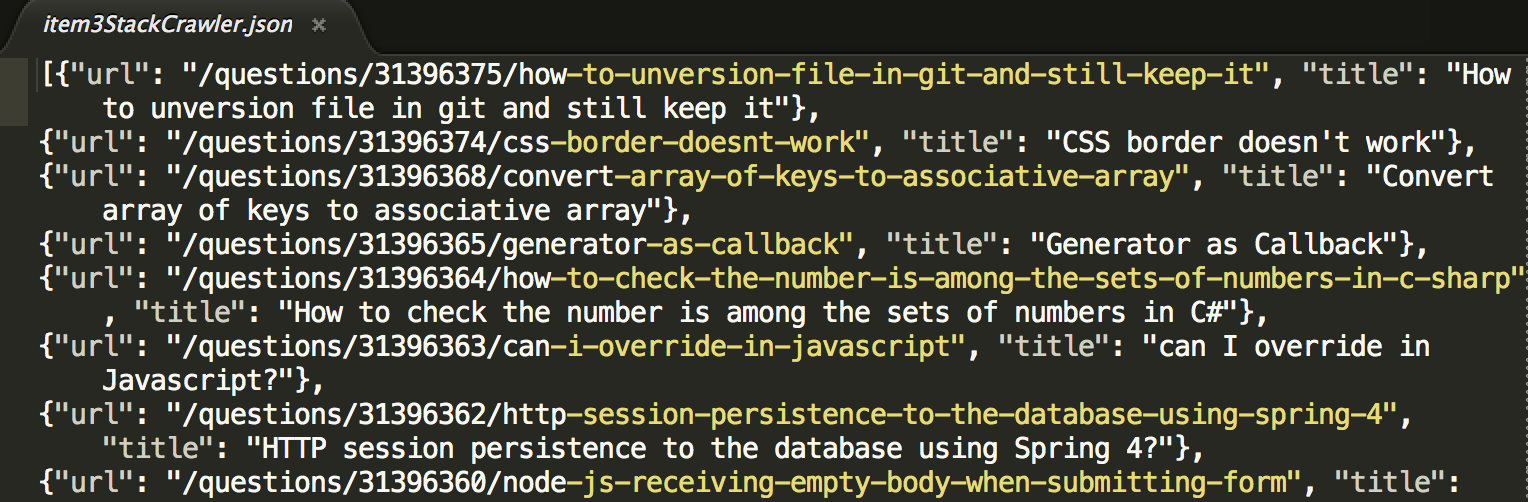 item3StackCrawler.json ×
[{"url": "/questions/31396375/how-to-unversion-file-in-git-and-still-keep-it", "title": "How
to unversion file in git and still keep it"},
{"url": "/questions/31396374/css-border-doesnt-work", "title": "CSS border doesn't work"},
{"url": "/questions/31396368/convert-array-of-keys-to-associative-array", "title": "Convert
array of keys to associative array"},
{"url": "/questions/31396365/generator-as-callback", "title": "Generator as Callback"},
{"url": "/questions/31396364/how-to-check-the-number-is-among-the-sets-of-numbers-in-c-sharp"
, "title": "How to check the number is among the sets of numbers in C#"},
{"url": "/questions/31396363/can-i-override-in-javascript", "title": "can I override in
Javascript?"},
{"url": "/questions/31396362/http-session-persistence-to-the-database-using-spring-4",
"title": "HTTP session persistence to the database using Spring 4?"},
{"url": "/questions/31396360/node-js-receiving-empty-body-when-submitting-form", "title":